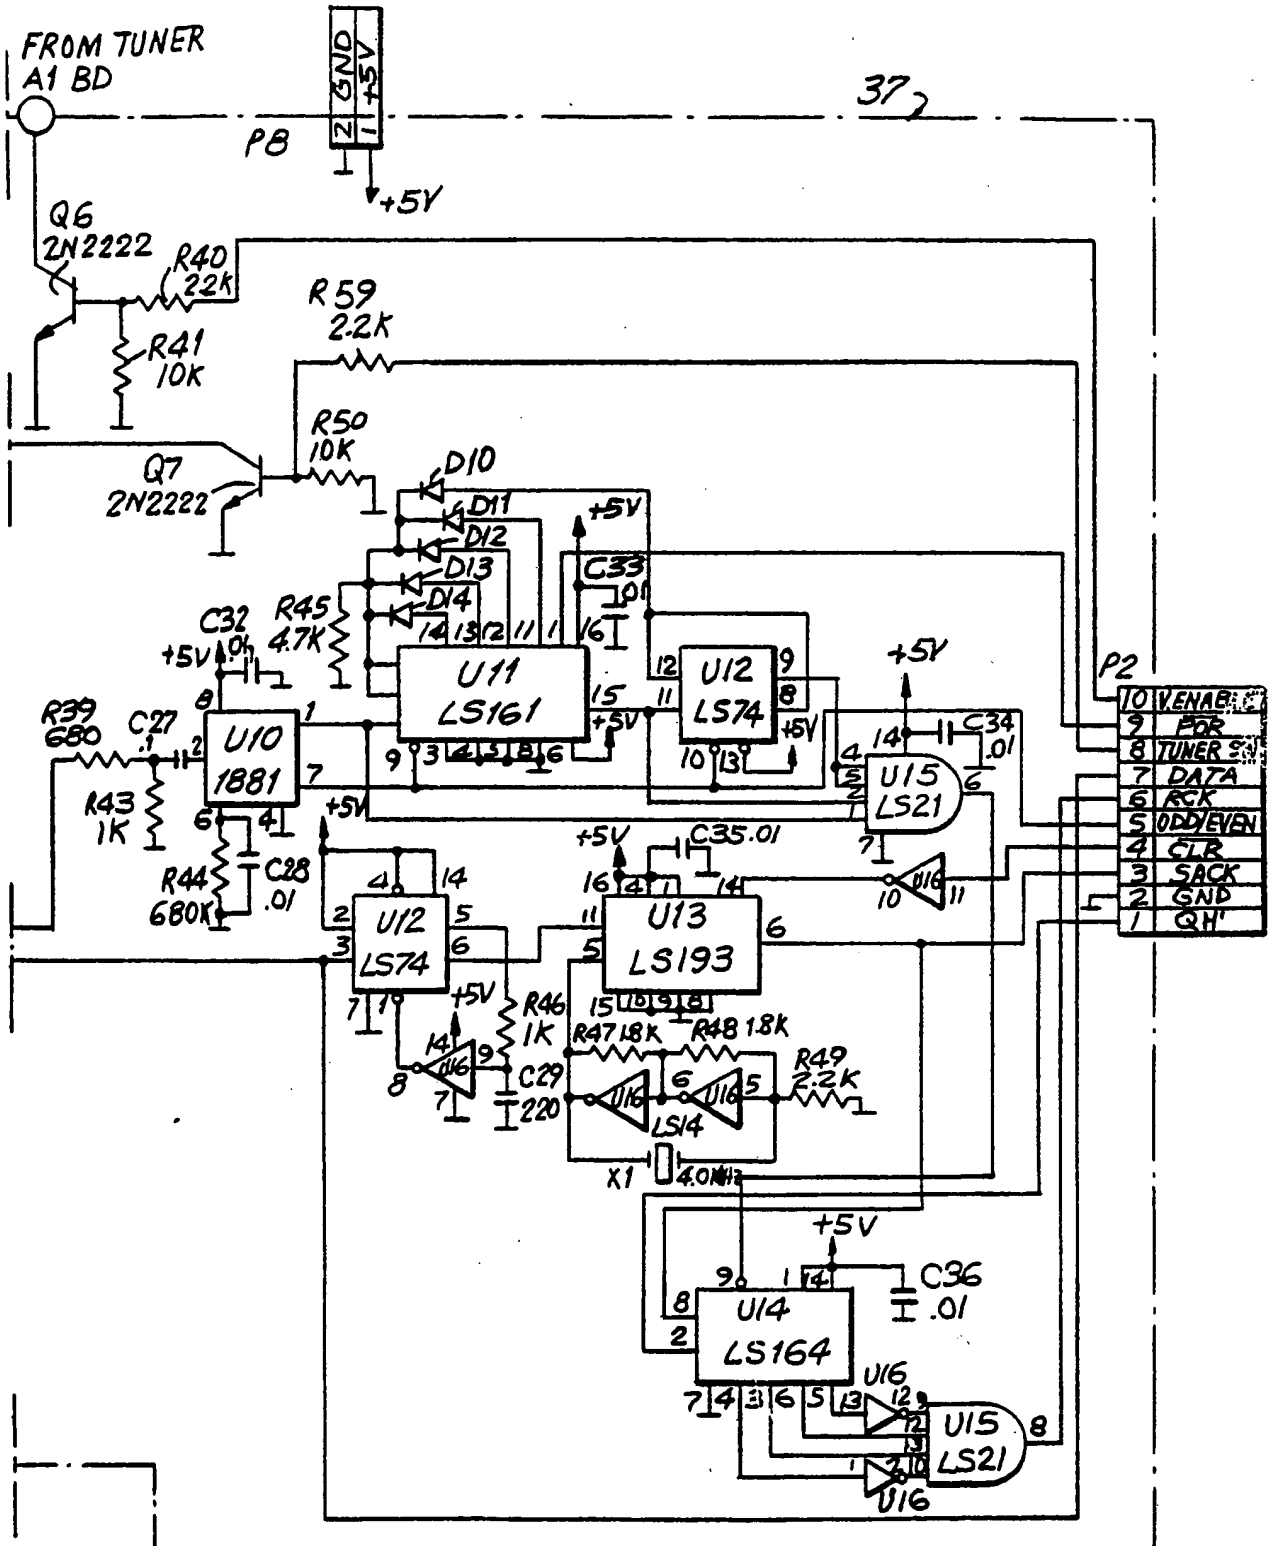 FROM TUNER
A1 BD
2 GND
1 +5V
P8
+5V
37
Q6
2N2222
R40
22K
R41
10K
R59
2.2K
R50
10K
Q7
2N2222
D10
D11
D12
D13
D14
+5V
C33
.01
R45
4.7K
14 13 12 11 1 16
U11
LS161
15
+5V
9 3 4 5 8 6
C32
.01
+5V
8
R39
680
C27
.1
2
U10
1881
1
7
6 4
R43
1K
R44
680K
C28
.01
12
11
U12
LS74
9
8
10 13
+5V
+5V
14
C34
.01
4
5
2
1
U15
LS21
6
7
P2
10 V.ENABLE
9 POR
8 TUNER SW
7 DATA
6 RCK
5 ODD/EVEN
4 CLR
3 SACK
2 GND
1 QH'
+5V
4 14
2
3
U12
LS74
5
6
7 1
+5V
14
U16
9
8
7
R46
1K
C29
220
+5V
C35 .01
16 4 1 14
11
5
U13
LS193
6
15 10 9 8
10
U16
11
R47 1.8K
R48 1.8K
R49
2.2K
U16
6
U16
5
LS14
X1
4.0MHz
+5V
9 1 14
C36
.01
8
2
U14
LS164
7 4 3 6 5 13
U16
12
9
12
13
10
U15
LS21
8
1
2
U16